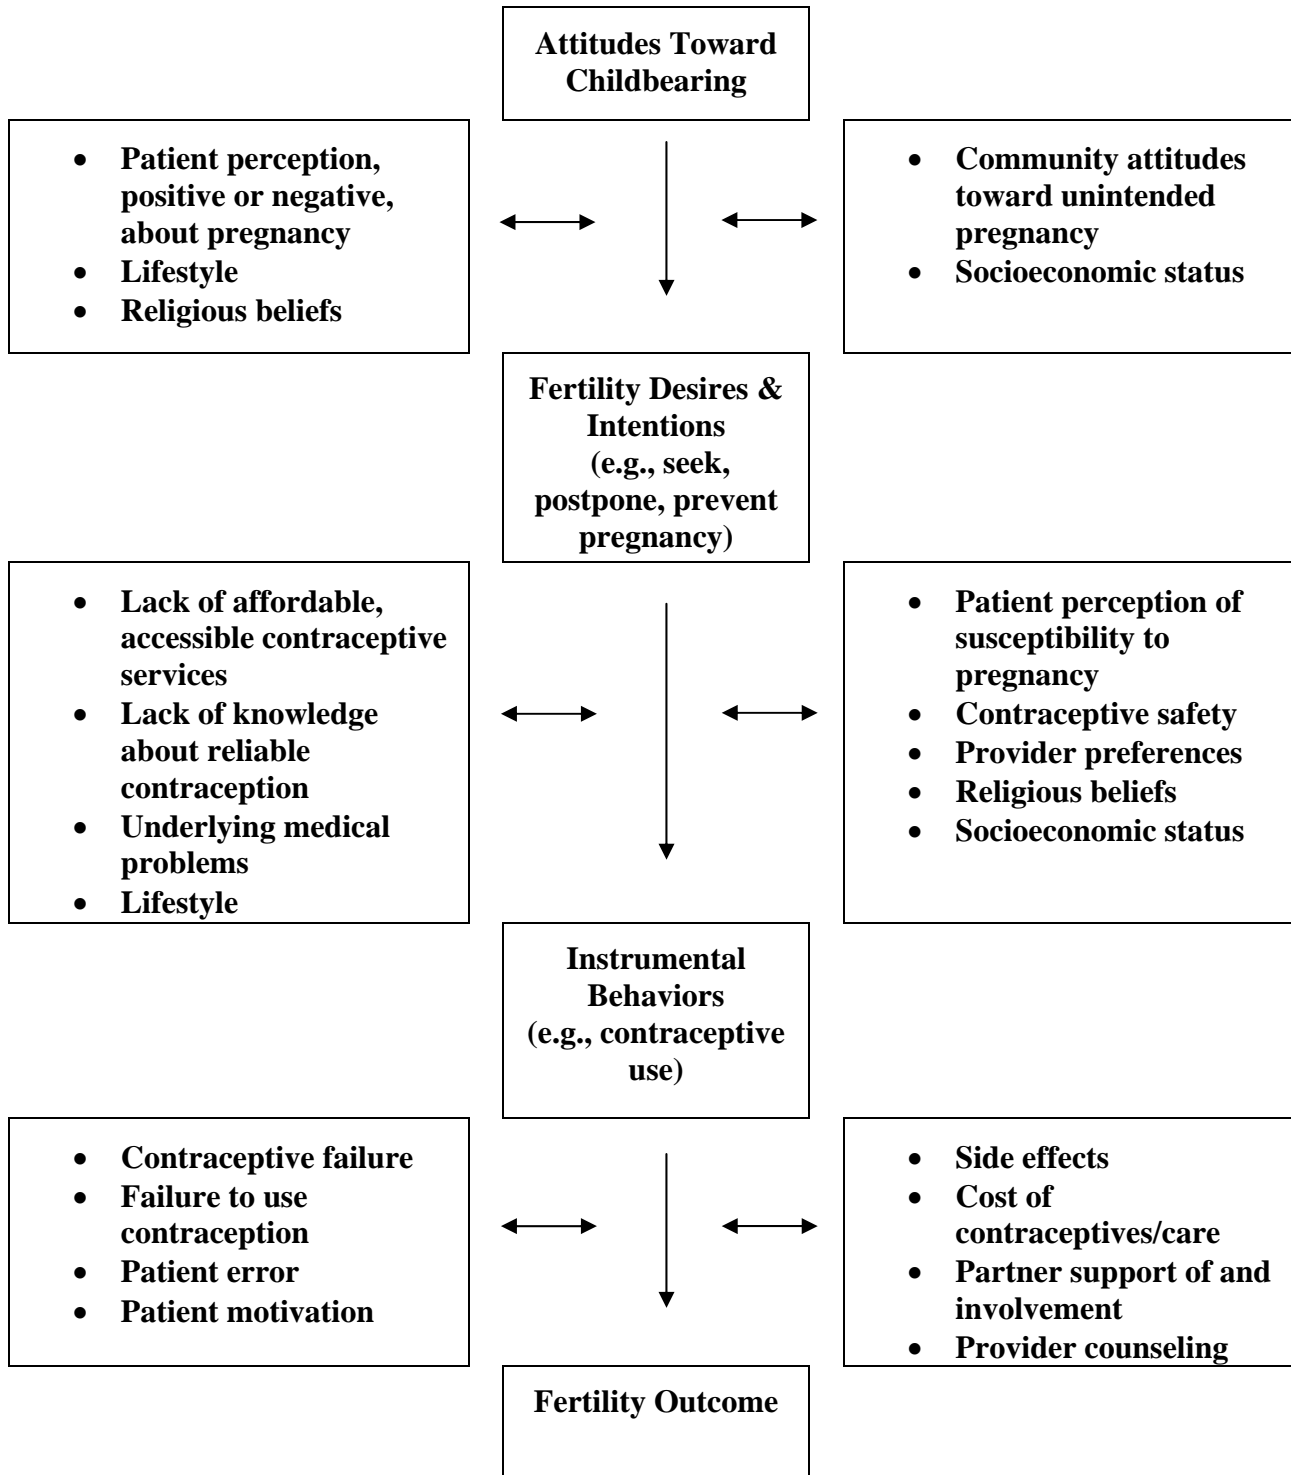 Attitudes Toward
Childbearing
• Patient perception,
positive or negative,
about pregnancy
• Lifestyle
• Religious beliefs
• Community attitudes
toward unintended
pregnancy
• Socioeconomic status
Fertility Desires &
Intentions
(e.g., seek,
postpone, prevent
pregnancy)
• Lack of affordable,
accessible contraceptive
services
• Lack of knowledge
about reliable
contraception
• Underlying medical
problems
• Lifestyle
• Patient perception of
susceptibility to
pregnancy
• Contraceptive safety
• Provider preferences
• Religious beliefs
• Socioeconomic status
Instrumental
Behaviors
(e.g., contraceptive
use)
• Contraceptive failure
• Failure to use
contraception
• Patient error
• Patient motivation
• Side effects
• Cost of
contraceptives/care
• Partner support of and
involvement
• Provider counseling
Fertility Outcome